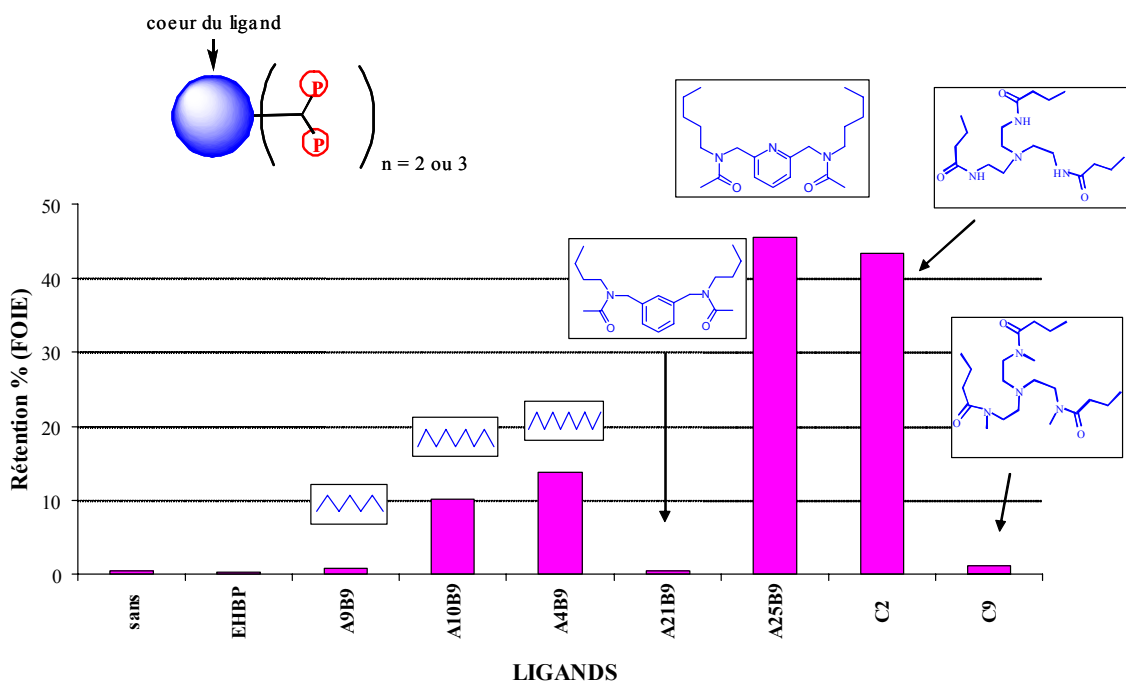 coeur du ligand
P
P
n = 2 ou 3
N
N
N
O
O
O
NH
N
NH
HN
O
O
N
N
O
O
O
N
N
N
N
O
O
Rétention % (FOIE)
50
40
30
20
10
0
sans
EHBP
A9B9
A10B9
A4B9
A21B9
A25B9
C2
C9
LIGANDS